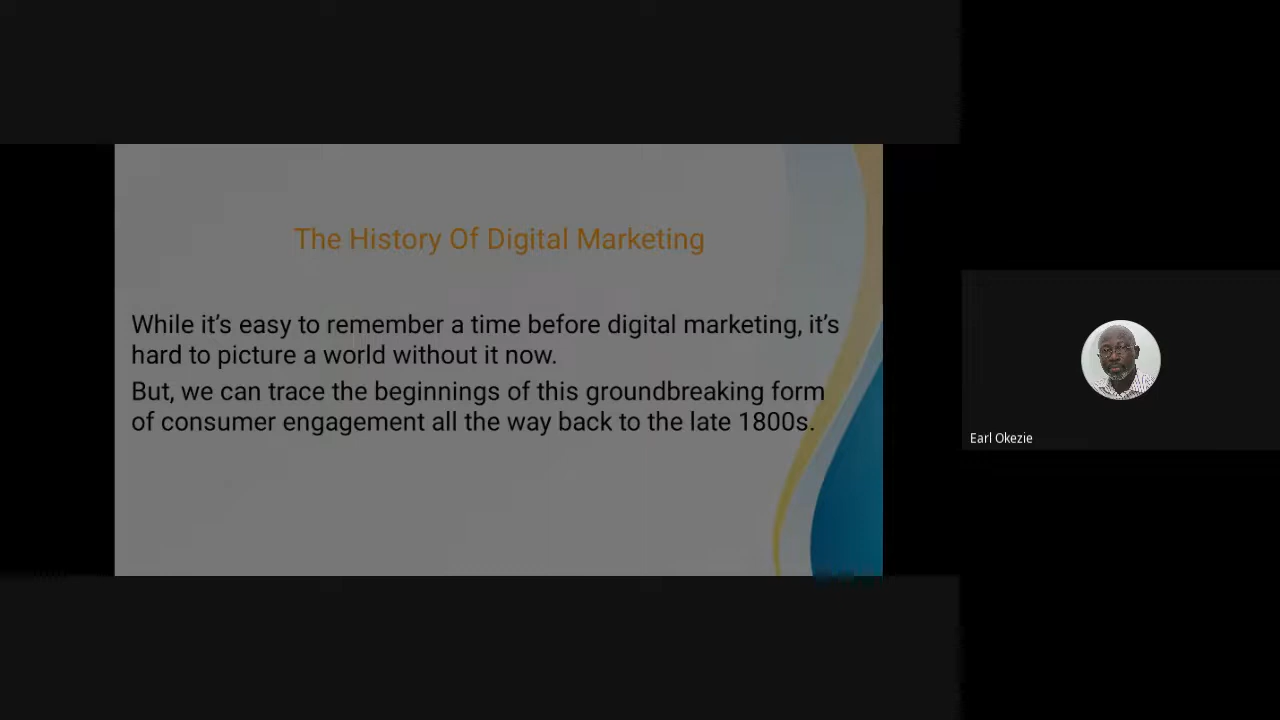 The History Of Digital Marketing
While it’s easy to remember a time before digital marketing, it’s
hard to picture a world without it now.
But, we can trace the beginnings of this groundbreaking form
of consumer engagement all the way back to the late 1800s.
Earl Okezie